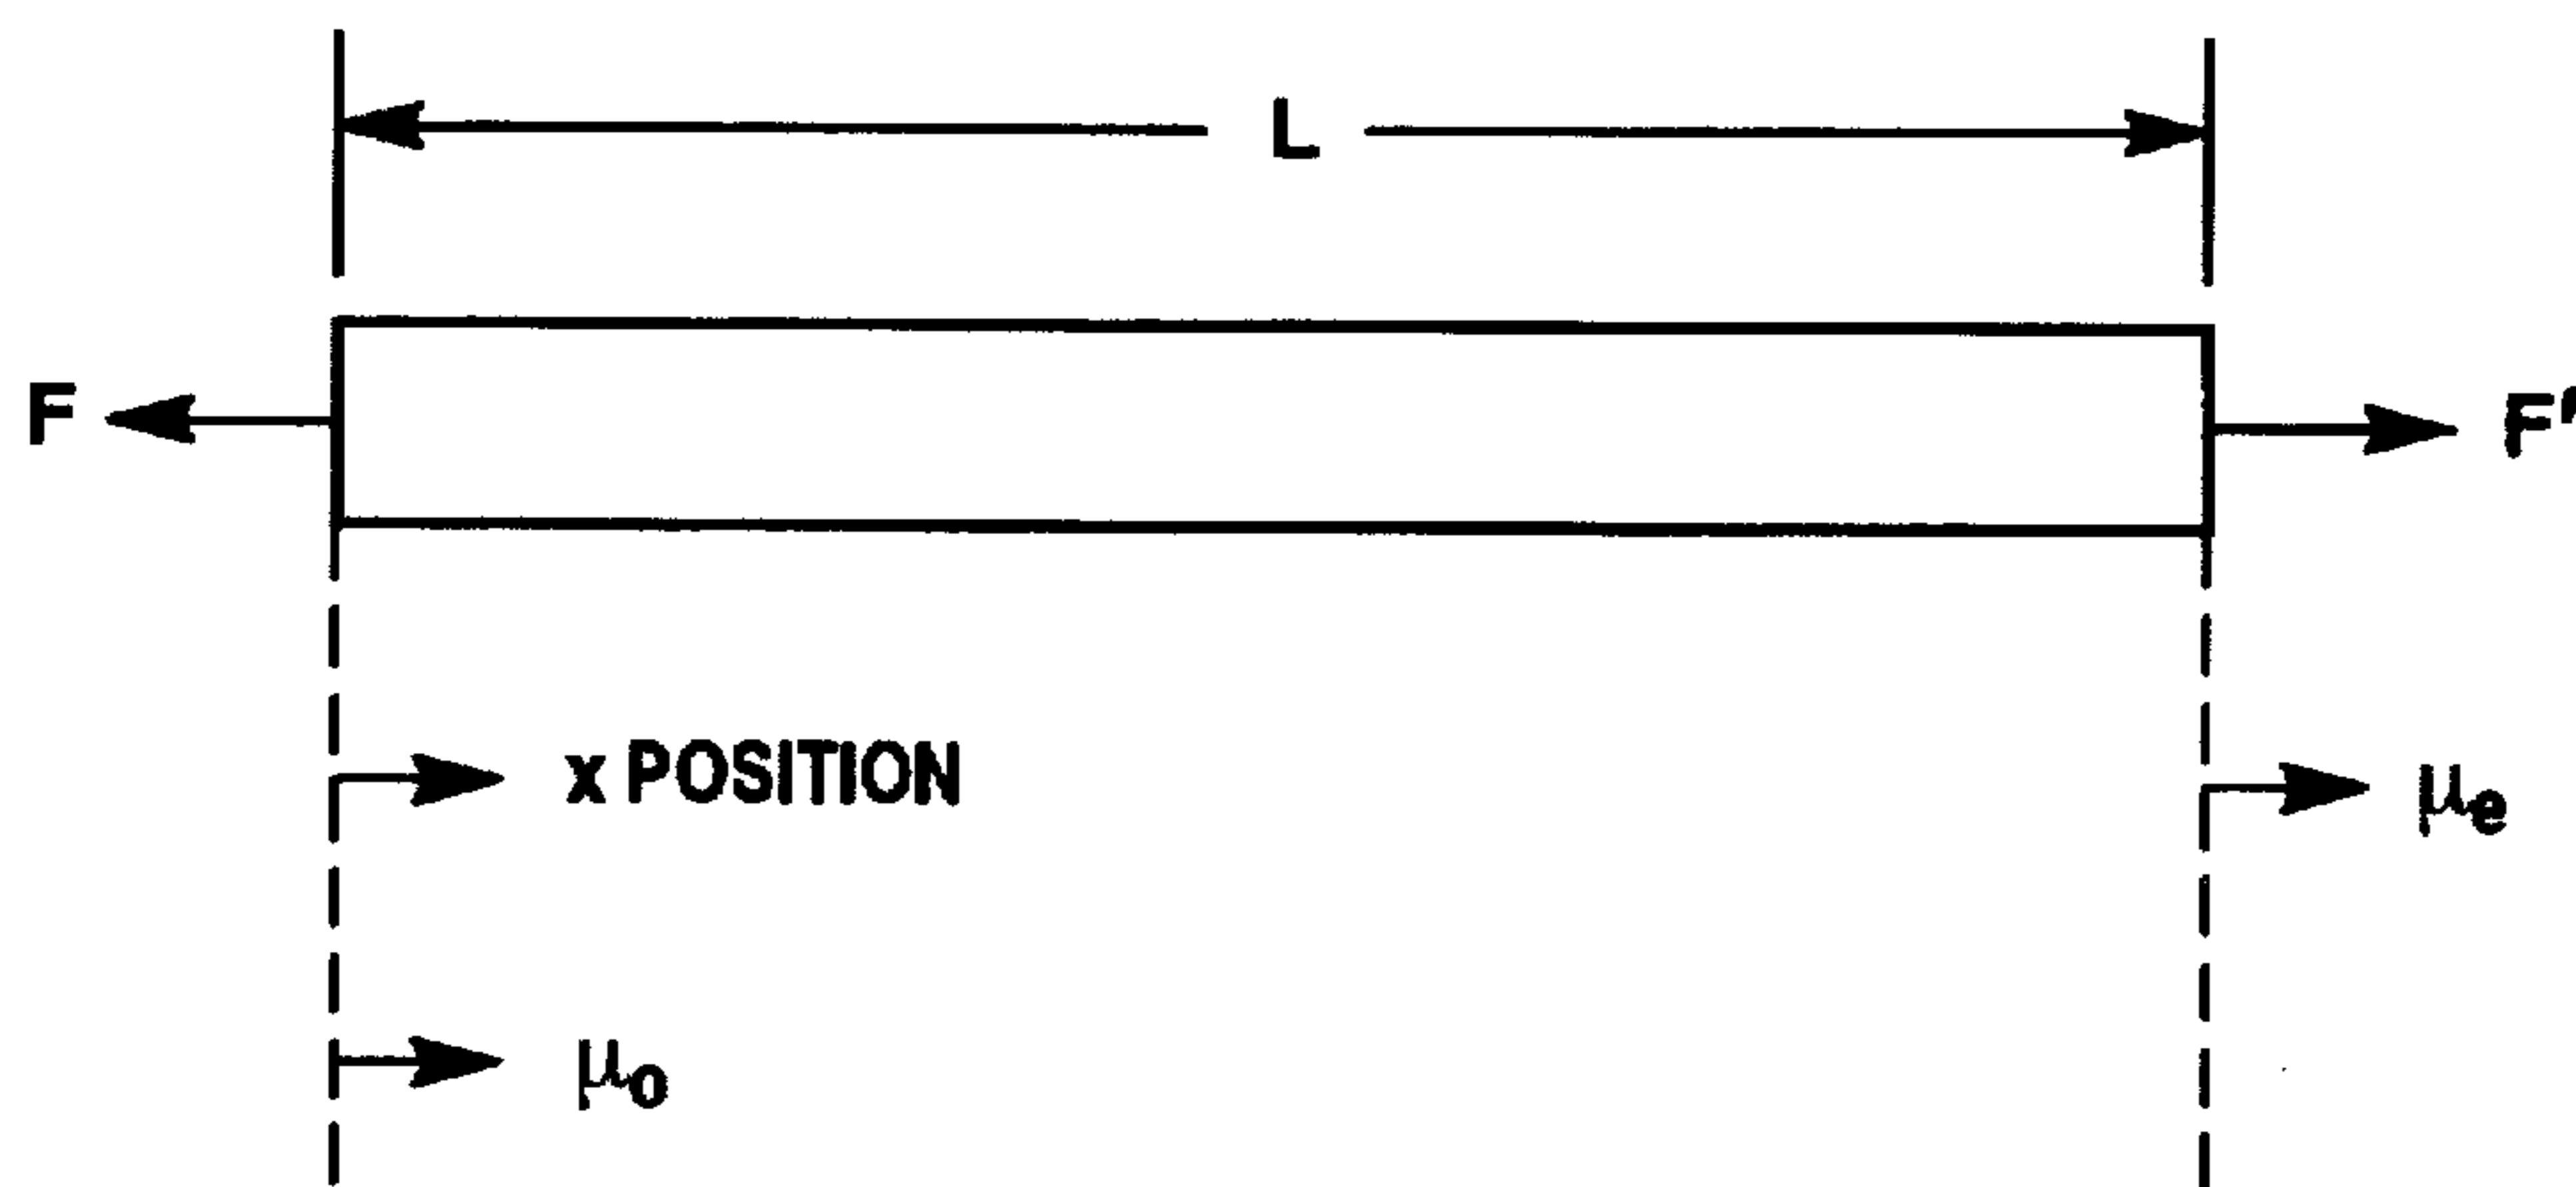 L
F
F'
x POSITION
μe
μo